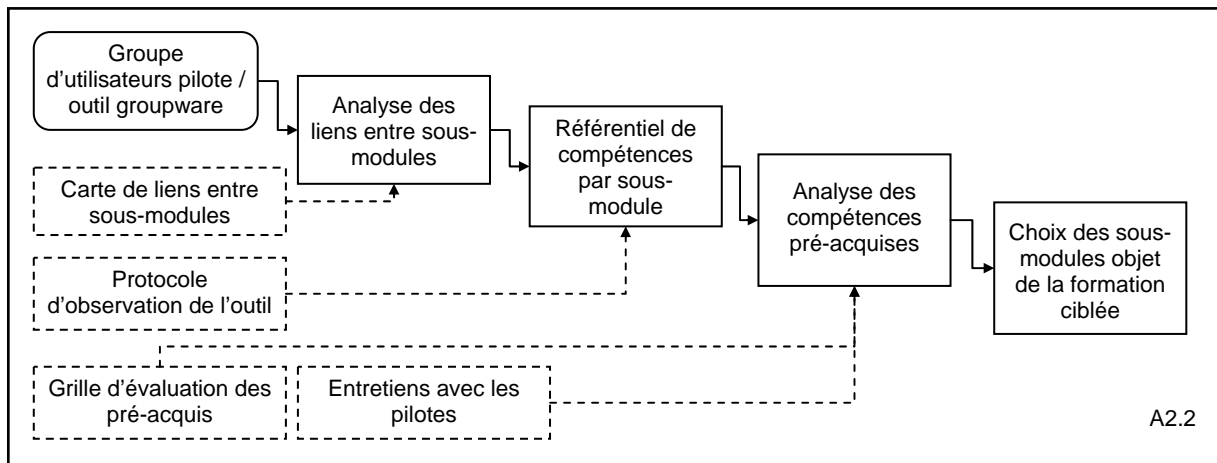 Groupe
d’utilisateurs pilote /
outil groupware
Analyse des
liens entre sous-
modules
Référentiel de
compétences
par sous-
module
Analyse des
compétences
pré-acquises
Choix des sous-
modules objet
de la formation
ciblée
Carte de liens entre
sous-modules
Protocole
d’observation de l’outil
Grille d’évaluation des
pré-acquis
Entretiens avec les
pilotes
A2.2